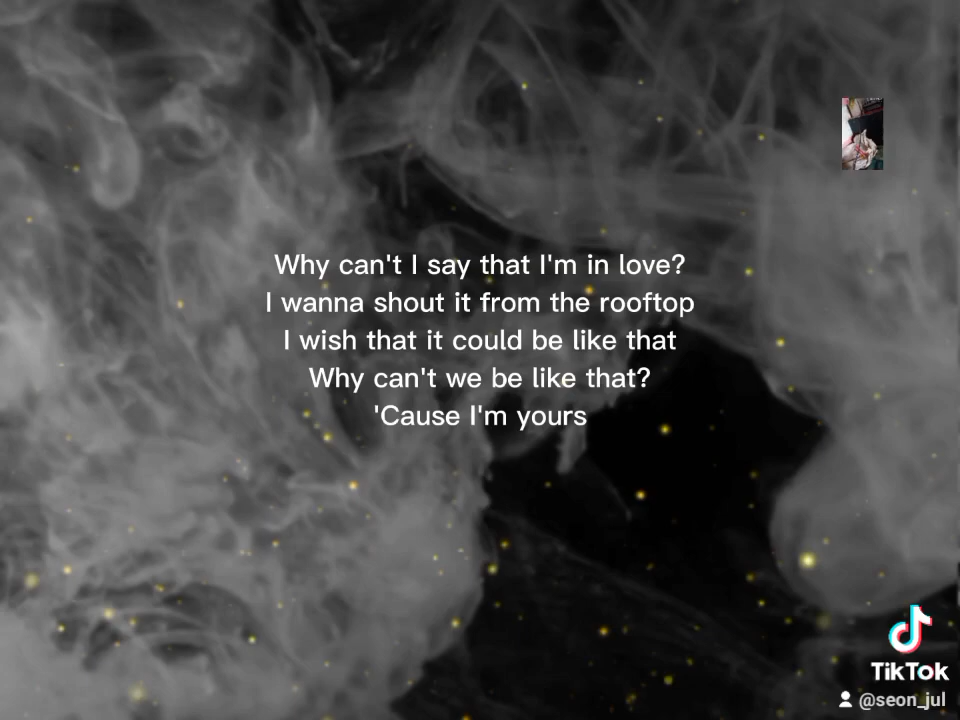 Why can't I say that I'm in love?
I wanna shout it from the rooftop
I wish that it could be like that
Why can't we be like that?
'Cause I'm yours
TikTok
@seon_jul